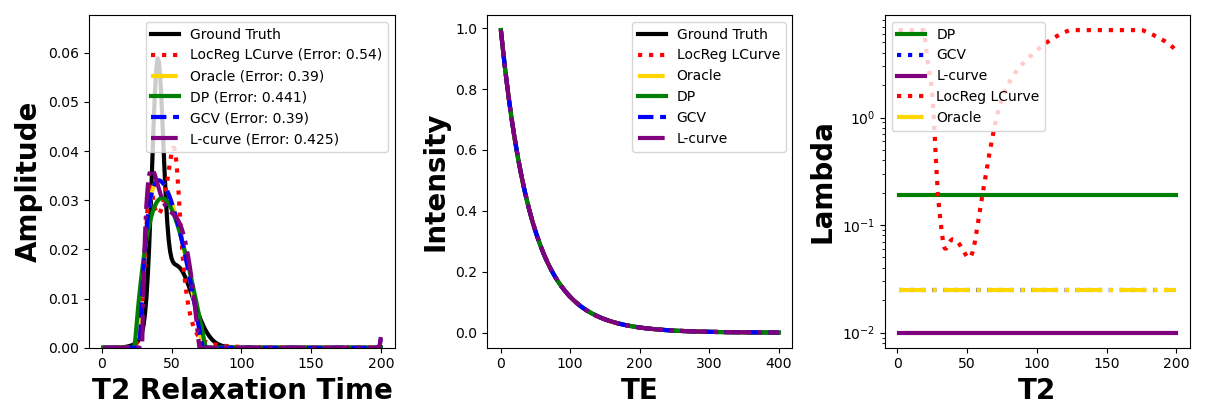 Amplitude
0.06
0.05
0.04
0.03
0.02
0.01
0.00
Ground Truth
LocReg LCurve (Error: 0.54)
Oracle (Error: 0.39)
DP (Error: 0.441)
GCV (Error: 0.39)
L-curve (Error: 0.425)
0 50 100 150 200
T2 Relaxation Time
Intensity
1.0
0.8
0.6
0.4
0.2
0.0
Ground Truth
LocReg LCurve
Oracle
DP
GCV
L-curve
0 100 200 300 400
TE
Lambda
10⁰
10⁻¹
10⁻²
DP
GCV
L-curve
LocReg LCurve
Oracle
0 50 100 150 200
T2